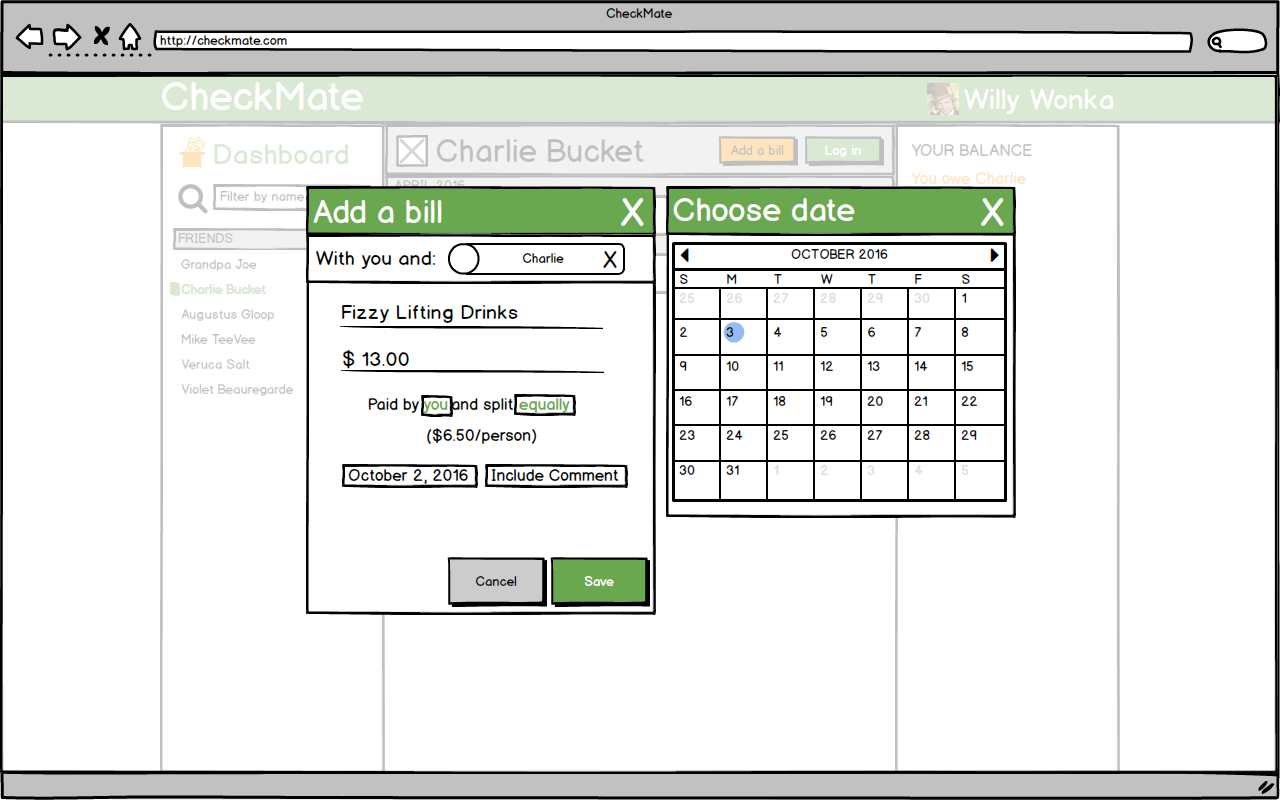 CheckMate
http://checkmate.com
CheckMate
Willy Wonka
Dashboard
Filter by name
FRIENDS
Grandpa Joe
Charlie Bucket
Augustus Gloop
Mike TeeVee
Veruca Salt
Violet Beauregarde
Charlie Bucket
Add a bill
Log in
APRIL 2016
YOUR BALANCE
You owe Charlie
Add a bill X
With you and: Charlie X
Fizzy Lifting Drinks
$ 13.00
Paid by you and split equally
($6.50/person)
October 2, 2016 Include Comment
Cancel Save
Choose date X
OCTOBER 2016
S M T W T F S
25 26 27 28 29 30 1
2 3 4 5 6 7 8
9 10 11 12 13 14 15
16 17 18 19 20 21 22
23 24 25 26 27 28 29
30 31 1 2 3 4 5